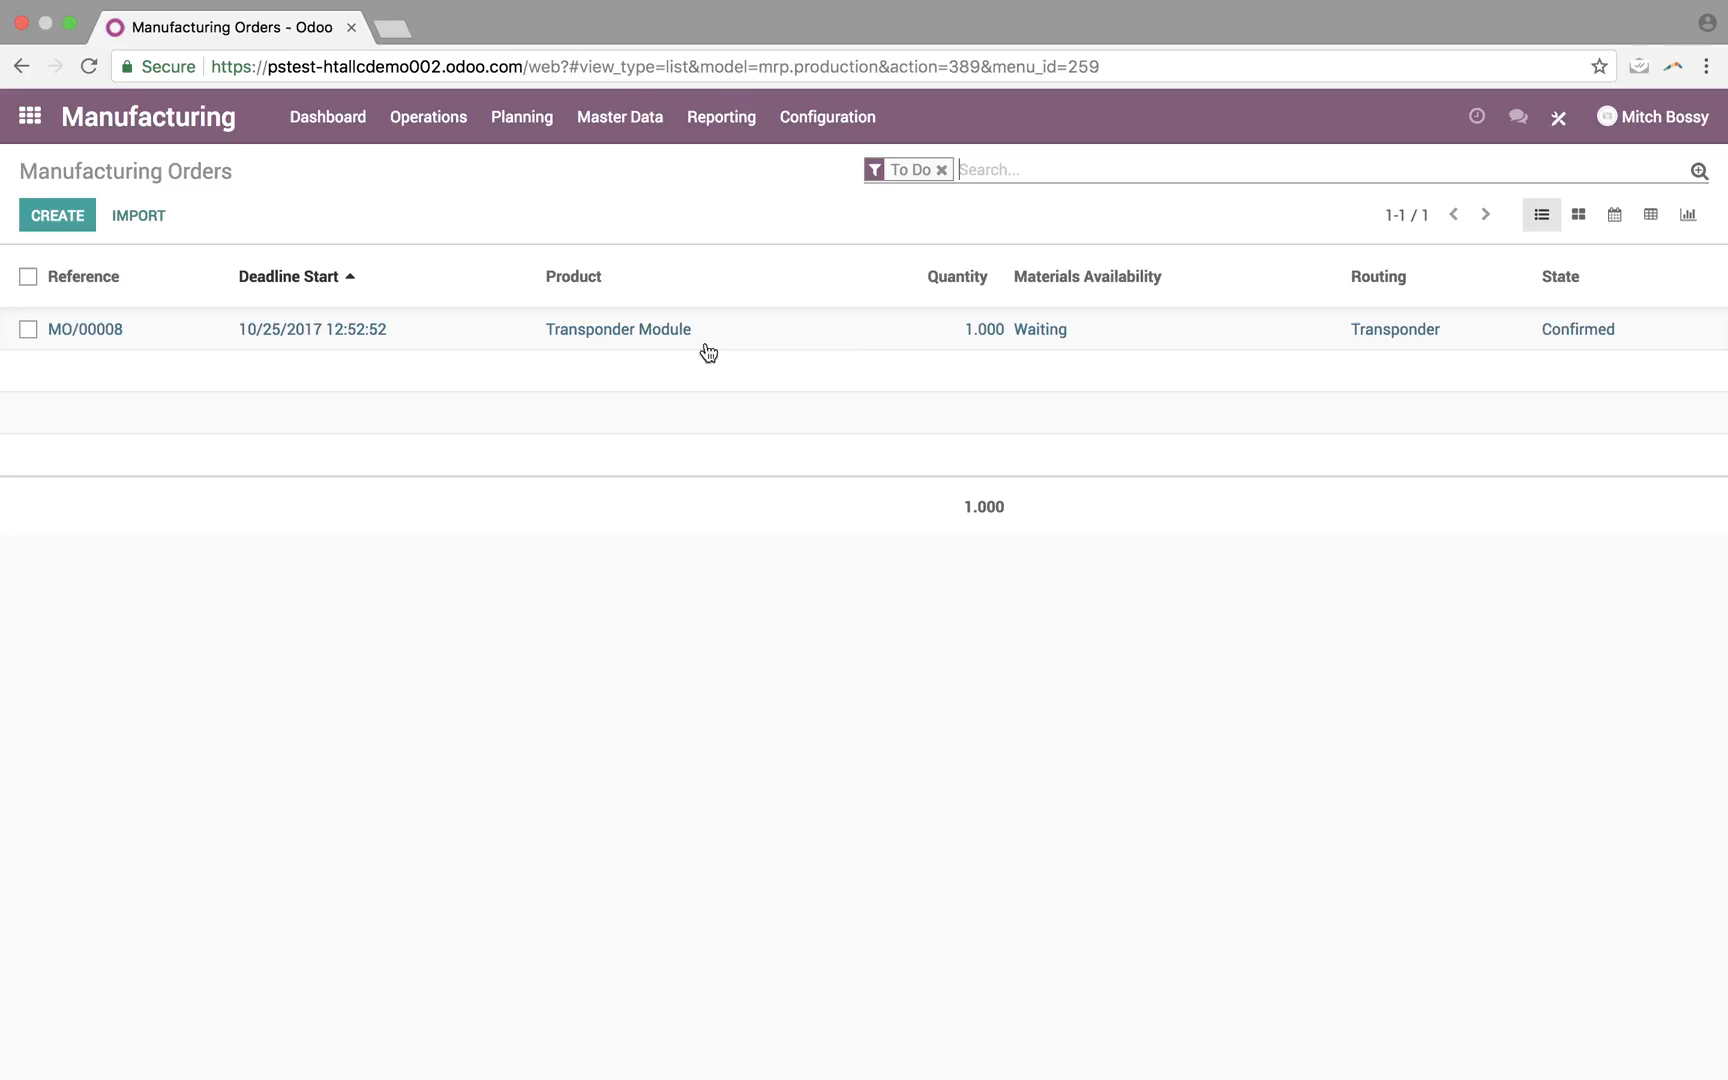 Manufacturing Orders - Odoo
Secure https://pstest-htallcdemo002.odoo.com/web?#view_type=list&model=mrp.production&action=389&menu_id=259
Manufacturing Dashboard Operations Planning Master Data Reporting Configuration Mitch Bossy
Manufacturing Orders To Do Search...
CREATE IMPORT 1-1 / 1
Reference Deadline Start Product Quantity Materials Availability Routing State
MO/00008 10/25/2017 12:52:52 Transponder Module 1.000 Waiting Transponder Confirmed
1.000